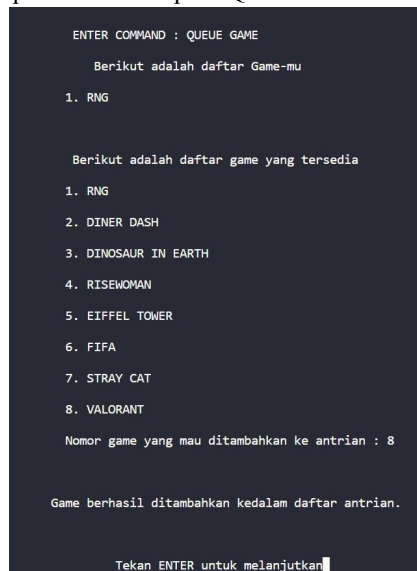 ENTER COMMAND : QUEUE GAME
Berikut adalah daftar Game-mu
1. RNG
Berikut adalah daftar game yang tersedia
1. RNG
2. DINER DASH
3. DINOSAUR IN EARTH
4. RISEWOMAN
5. EIFFEL TOWER
6. FIFA
7. STRAY CAT
8. VALORANT
Nomor game yang mau ditambahkan ke antrian : 8
Game berhasil ditambahkan kedalam daftar antrian.
Tekan ENTER untuk melanjutkan